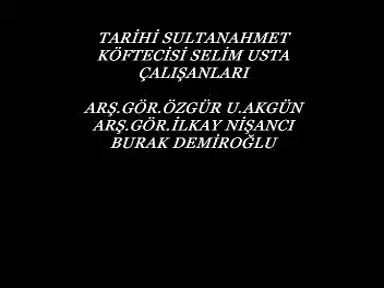 TARİHİ SULTANAHMET
KÖFTECİSİ SELİM USTA
ÇALIŞANLARI
ARŞ.GÖR.ÖZGÜR U.AKGÜN
ARŞ.GÖR.İLKAY NİŞANCI
BURAK DEMİROĞLU